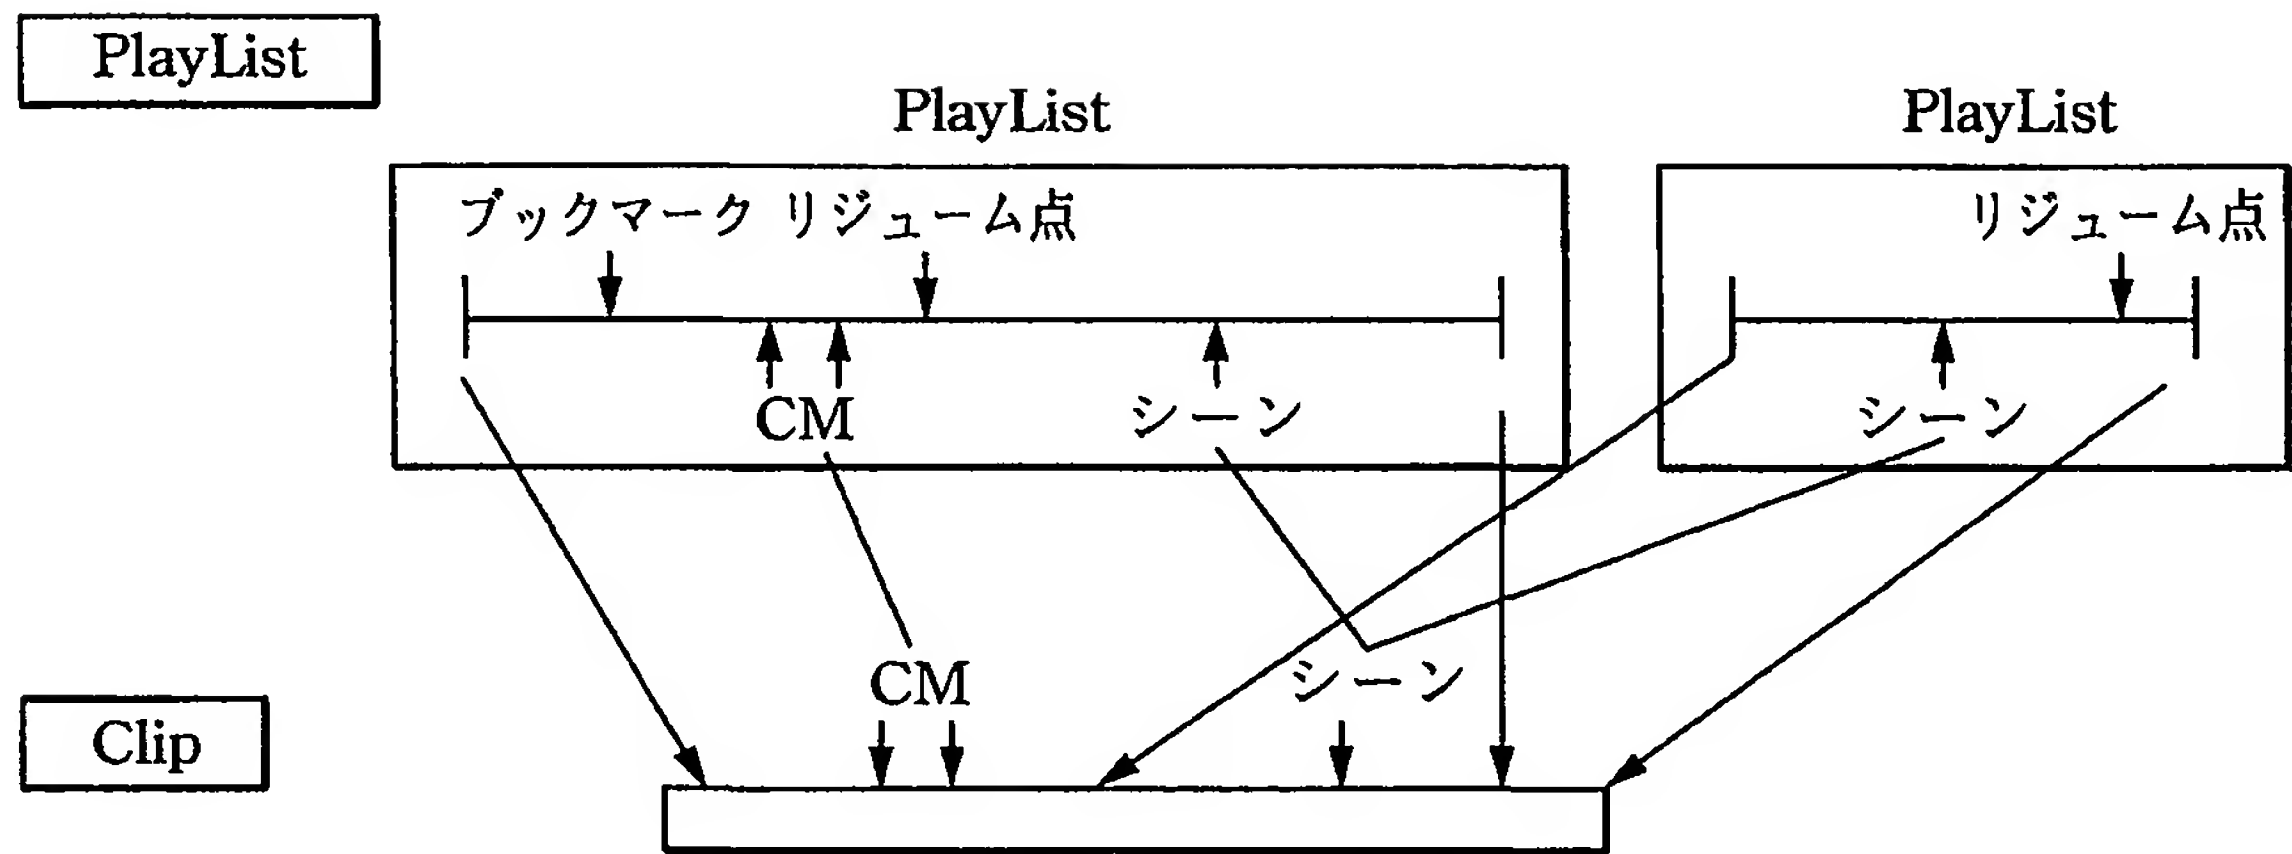 PlayList
PlayList
PlayList
ブックマーク リジューム点
リジューム点
CM
シーン
シーン
CM
シーン
Clip